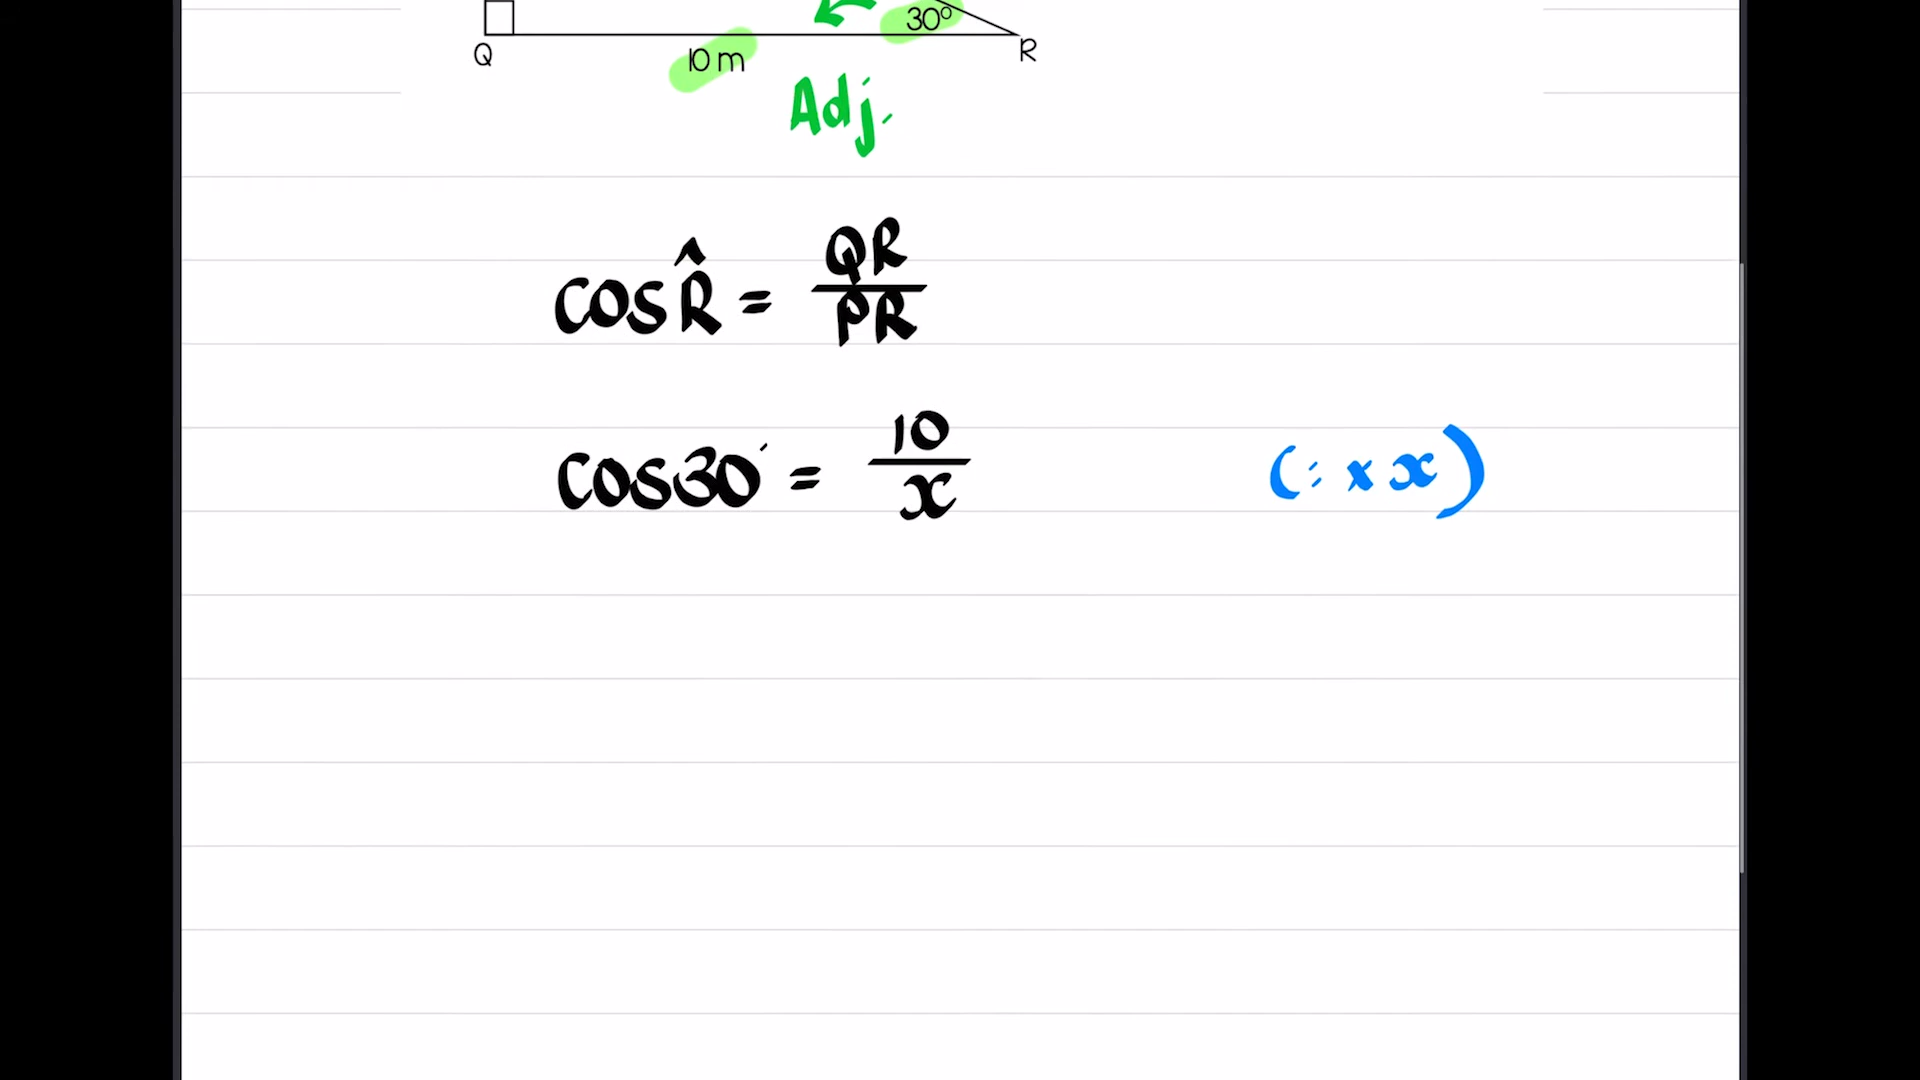 30°
Q 10 m R
Adj.
cos R̂ = QR/PR
cos30° = 10/x (: × x)